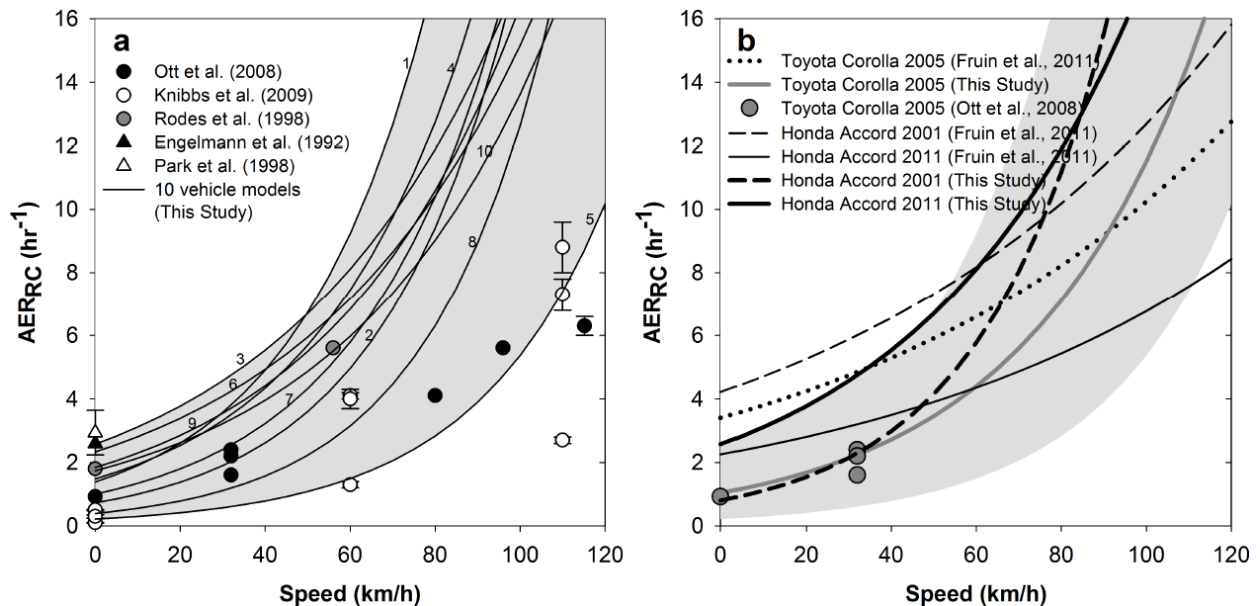 a
Ott et al. (2008)
Knibbs et al. (2009)
Rodes et al. (1998)
Engelmann et al. (1992)
Park et al. (1998)
10 vehicle models
(This Study)
1
4
10
5
8
3
2
6
7
9
16
14
12
10
8
6
4
2
0
0
20
40
60
80
100
120
AERRC (hr-1)
Speed (km/h)
b
Toyota Corolla 2005 (Fruin et al., 2011)
Toyota Corolla 2005 (This Study)
Toyota Corolla 2005 (Ott et al., 2008)
Honda Accord 2001 (Fruin et al., 2011)
Honda Accord 2011 (Fruin et al., 2011)
Honda Accord 2001 (This Study)
Honda Accord 2011 (This Study)
16
14
12
10
8
6
4
2
0
0
20
40
60
80
100
120
AERRC (hr-1)
Speed (km/h)